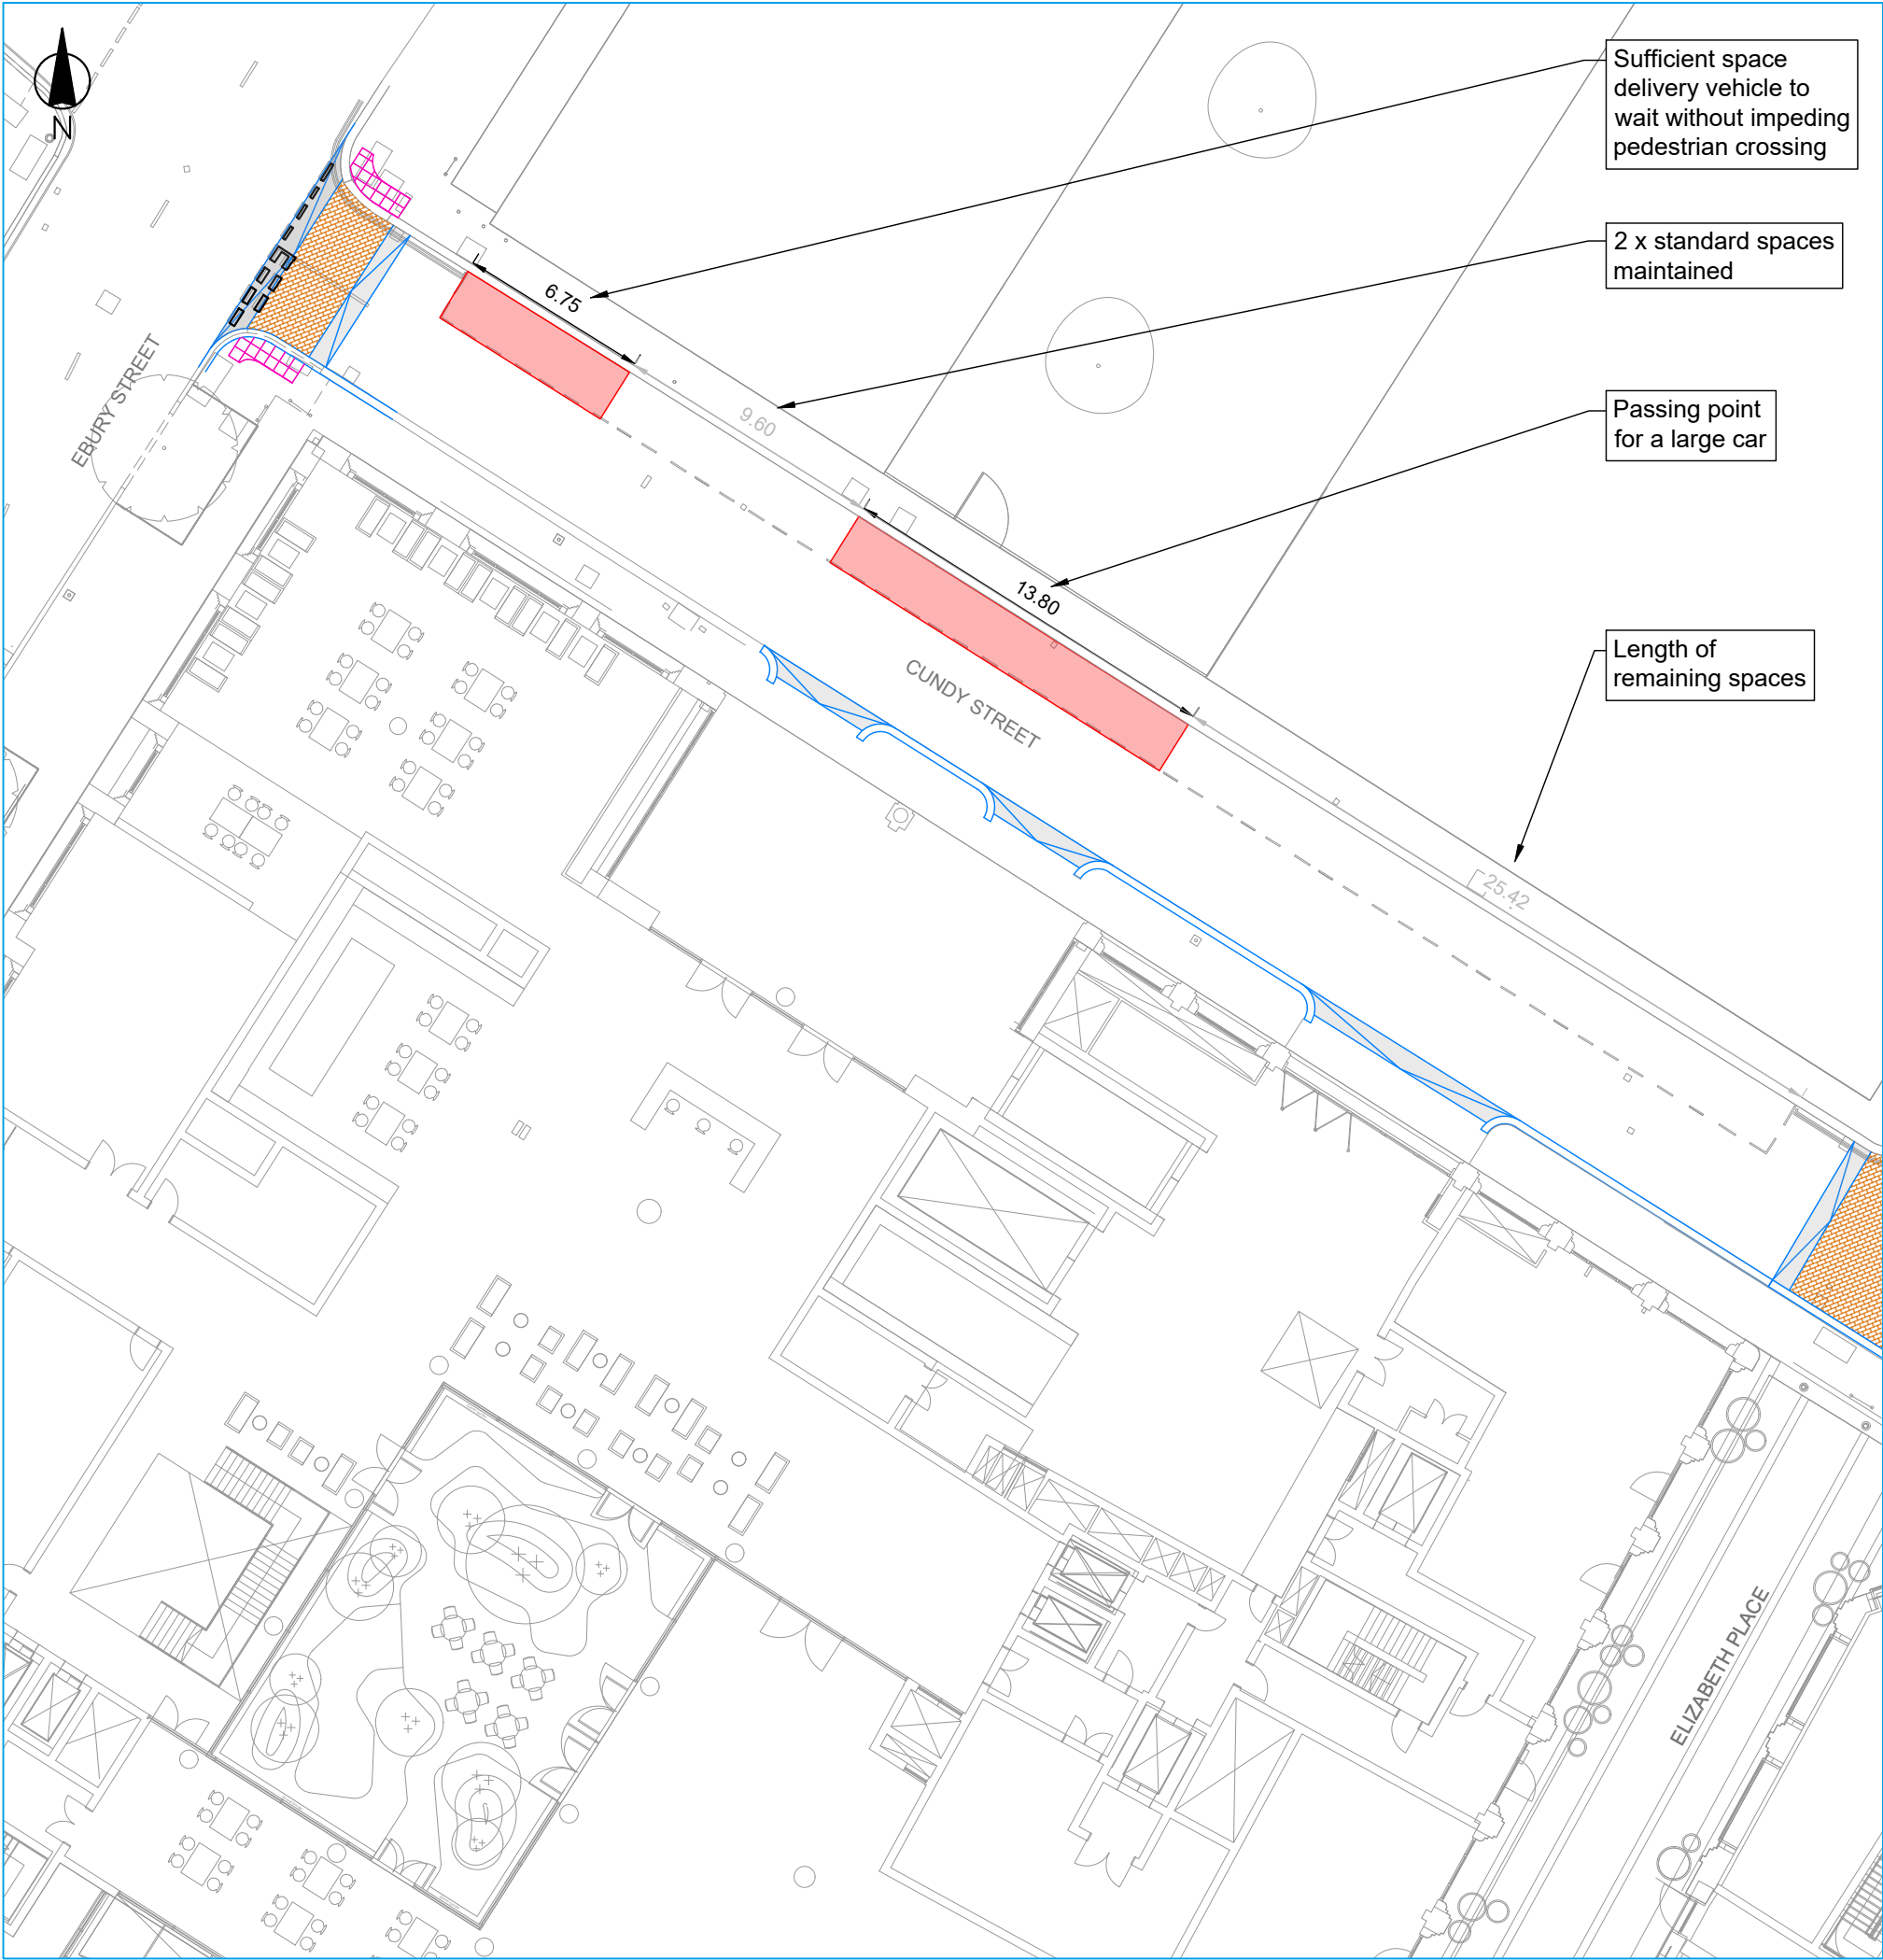 N
Sufficient space
delivery vehicle to
wait without impeding
pedestrian crossing
2 x standard spaces
maintained
Passing point
for a large car
Length of
remaining spaces
6.75
9.60
13.80
25.42
EBURY STREET
CUNDY STREET
ELIZABETH PLACE